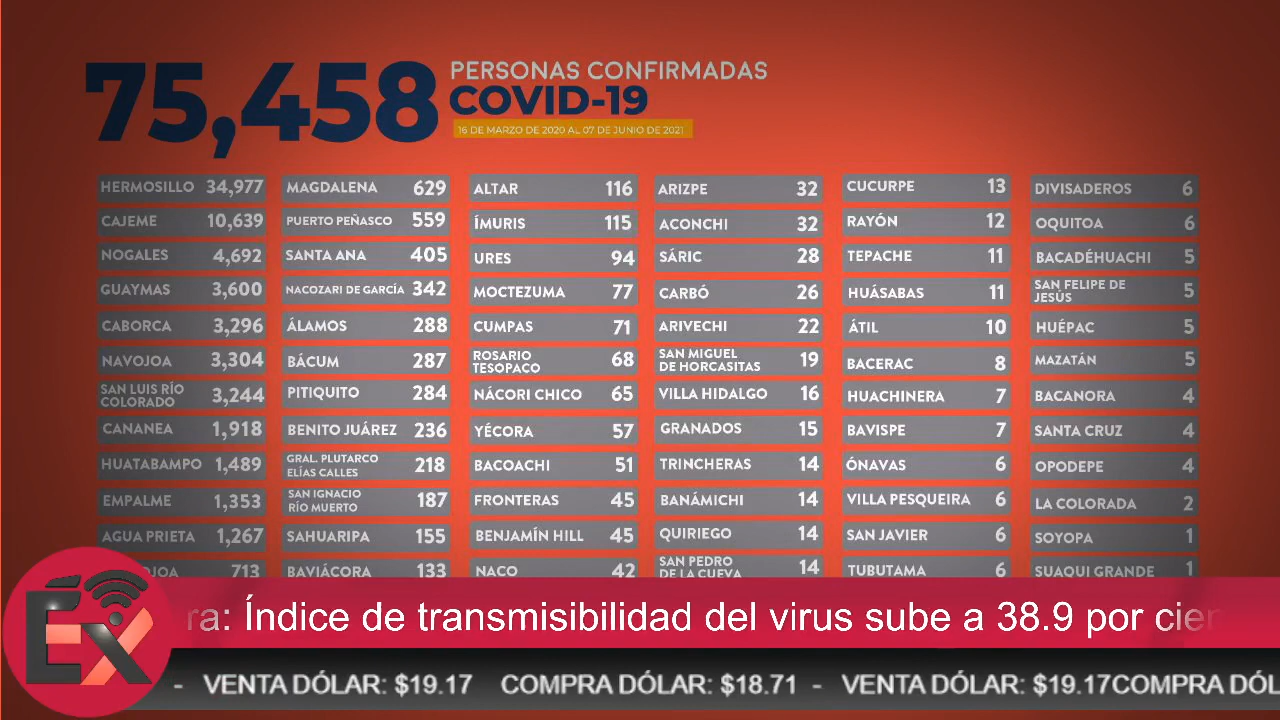 75,458
PERSONAS CONFIRMADAS
COVID-19
16 DE MARZO DE 2020 AL 07 DE JUNIO DE 2021
HERMOSILLO 34,977
CAJEME 10,639
NOGALES 4,692
GUAYMAS 3,600
CABORCA 3,296
NAVOJOA 3,304
SAN LUIS RÍO
COLORADO 3,244
CANANEA 1,918
HUATABAMPO 1,489
EMPALME 1,353
AGUA PRIETA 1,267
OJOA 713
MAGDALENA 629
PUERTO PEÑASCO 559
SANTA ANA 405
NACOZARI DE GARCÍA 342
ÁLAMOS 288
BÁCUM 287
PITIQUITO 284
BENITO JUÁREZ 236
GRAL. PLUTARCO
ELÍAS CALLES 218
SAN IGNACIO
RÍO MUERTO 187
SAHUARIPA 155
BAVIÁCORA 133
ALTAR 116
ÍMURIS 115
URES 94
MOCTEZUMA 77
CUMPAS 71
ROSARIO
TESOPACO 68
NÁCORI CHICO 65
YÉCORA 57
BACOACHI 51
FRONTERAS 45
BENJAMÍN HILL 45
NACO 42
ARIZPE 32
ACONCHI 32
SÁRIC 28
CARBÓ 26
ARIVECHI 22
SAN MIGUEL
DE HORCASITAS 19
VILLA HIDALGO 16
GRANADOS 15
TRINCHERAS 14
BANÁMICHI 14
QUIRIEGO 14
SAN PEDRO
DE LA CUEVA 14
CUCURPE 13
RAYÓN 12
TEPACHE 11
HUÁSABAS 11
ÁTIL 10
BACERAC 8
HUACHINERA 7
BAVISPE 7
ÓNAVAS 6
VILLA PESQUEIRA 6
SAN JAVIER 6
TUBUTAMA 6
DIVISADEROS 6
OQUITOA 6
BACADÉHUACHI 5
SAN FELIPE DE
JESÚS 5
HUÉPAC 5
MAZATÁN 5
BACANORA 4
SANTA CRUZ 4
OPODEPE 4
LA COLORADA 2
SOYOPA 1
SUAQUI GRANDE 1
ra: Índice de transmisibilidad del virus sube a 38.9 por cien
EX
- VENTA DÓLAR: $19.17 COMPRA DÓLAR: $18.71 - VENTA DÓLAR: $19.17COMPRA DÓL